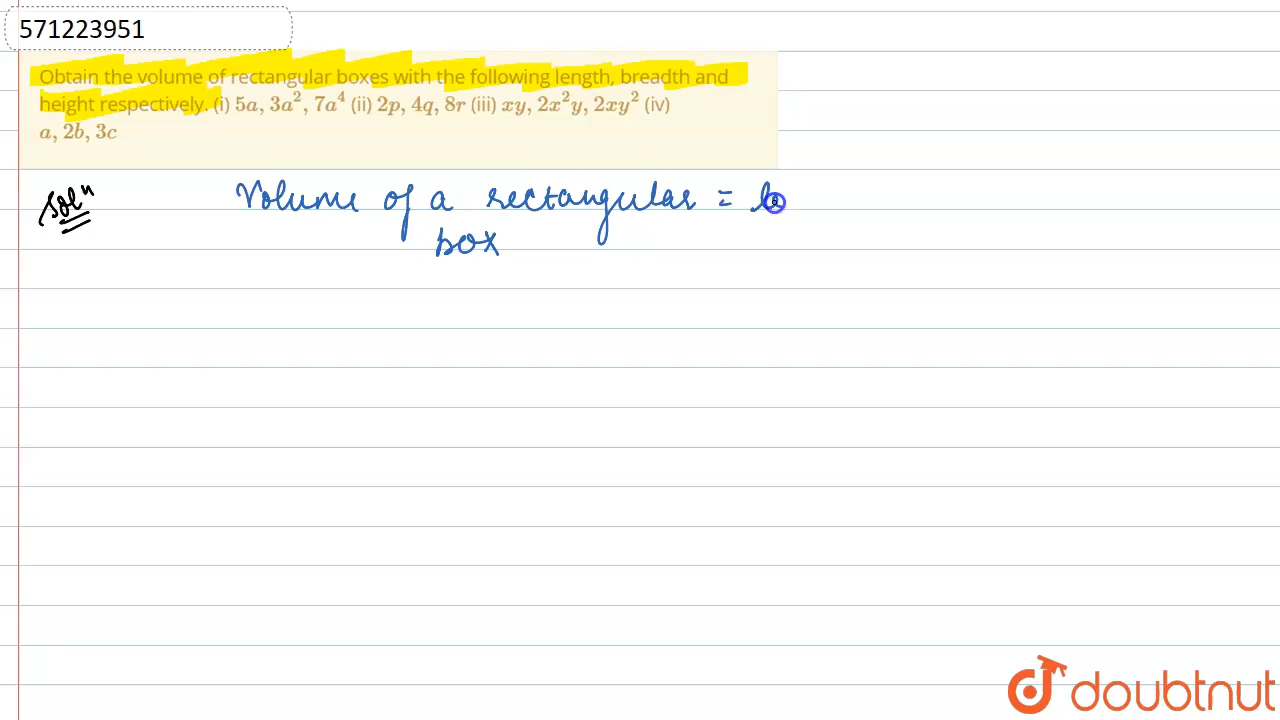 571223951
Obtain the volume of rectangular boxes with the following length, breadth and
height respectively. (i) 5a, 3a², 7a⁴ (ii) 2p, 4q, 8r (iii) xy, 2x²y, 2xy² (iv)
a, 2b, 3c
Solⁿ Volume of a rectangular =
box
doubtnut